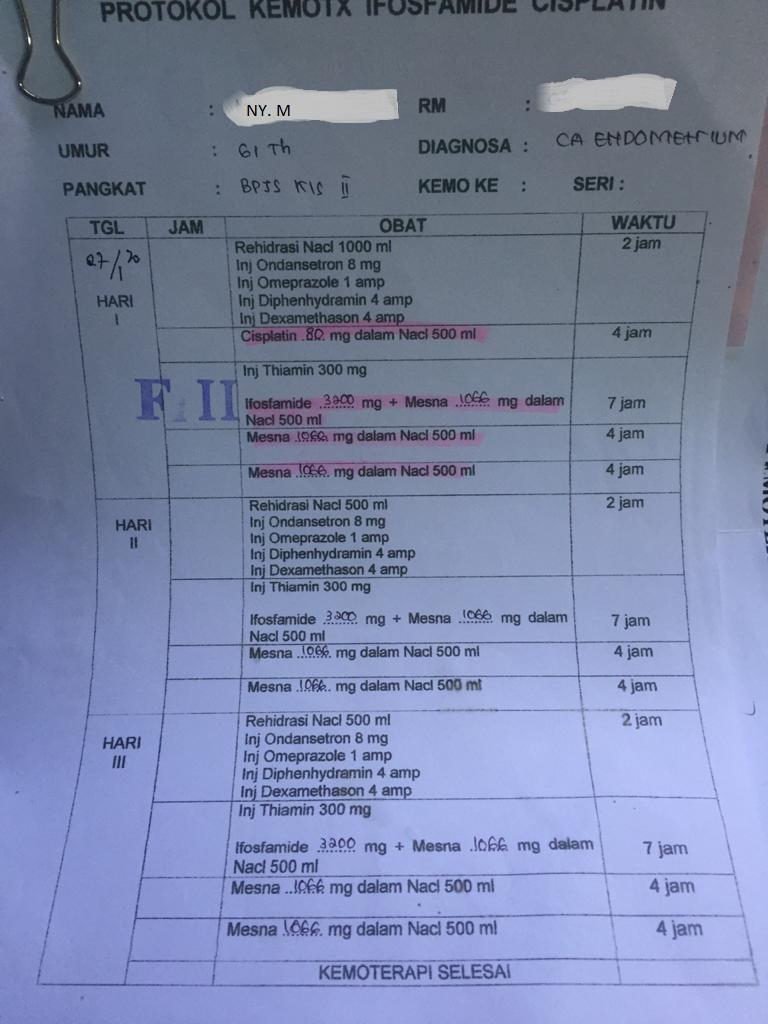 PROTOKOL KEMOTX IFOSFAMIDE CISPLATIN
NAMA : NY. M RM :
UMUR : 61 Th DIAGNOSA : CA ENDOMETRIUM
PANGKAT : BPJS KlS II KEMO KE : SERI :
TGL JAM OBAT WAKTU
27/1 20
HARI
I
Rehidrasi Nacl 1000 ml 2 jam
Inj Ondansetron 8 mg
Inj Omeprazole 1 amp
Inj Diphenhydramin 4 amp
Inj Dexamethason 4 amp
Cisplatin 80 mg dalam Nacl 500 ml 4 jam
Inj Thiamin 300 mg
F. II
Ifosfamide 3200 mg + Mesna 1066 mg dalam 7 jam
Nacl 500 ml
Mesna 1066 mg dalam Nacl 500 ml 4 jam
Mesna 1066 mg dalam Nacl 500 ml 4 jam
HARI
II
Rehidrasi Nacl 500 ml 2 jam
Inj Ondansetron 8 mg
Inj Omeprazole 1 amp
Inj Diphenhydramin 4 amp
Inj Dexamethason 4 amp
Inj Thiamin 300 mg
Ifosfamide 3200 mg + Mesna 1066 mg dalam 7 jam
Nacl 500 ml
Mesna 1066 mg dalam Nacl 500 ml 4 jam
Mesna 1066 mg dalam Nacl 500 ml 4 jam
HARI
III
Rehidrasi Nacl 500 ml 2 jam
Inj Ondansetron 8 mg
Inj Omeprazole 1 amp
Inj Diphenhydramin 4 amp
Inj Dexamethason 4 amp
Inj Thiamin 300 mg
Ifosfamide 3200 mg + Mesna 1066 mg dalam 7 jam
Nacl 500 ml
Mesna 1066 mg dalam Nacl 500 ml 4 jam
Mesna 1066 mg dalam Nacl 500 ml 4 jam
KEMOTERAPI SELESAI